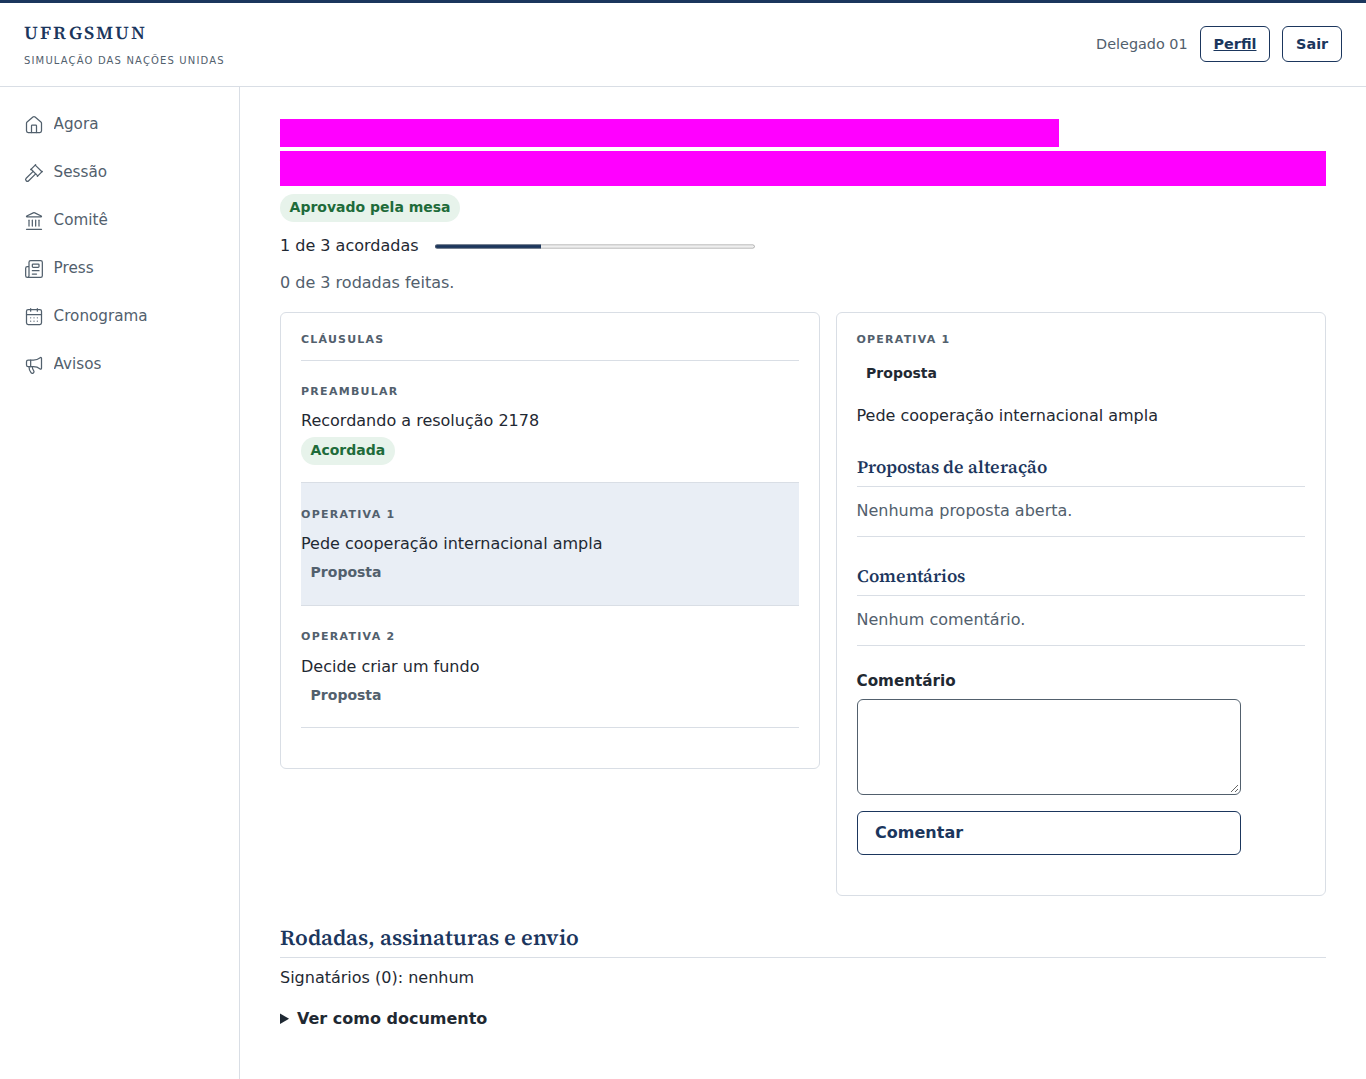 UFRGSMUN
SIMULAÇÃO DAS NAÇÕES UNIDAS
Delegado 01
Perfil
Sair
Agora
Sessão
Comitê
Press
Cronograma
Avisos
Aprovado pela mesa
1 de 3 acordadas
0 de 3 rodadas feitas.
CLÁUSULAS
PREAMBULAR
Recordando a resolução 2178
Acordada
OPERATIVA 1
Pede cooperação internacional ampla
Proposta
OPERATIVA 2
Decide criar um fundo
Proposta
OPERATIVA 1
Proposta
Pede cooperação internacional ampla
Propostas de alteração
Nenhuma proposta aberta.
Comentários
Nenhum comentário.
Comentário
Comentar
Rodadas, assinaturas e envio
Signatários (0): nenhum
Ver como documento